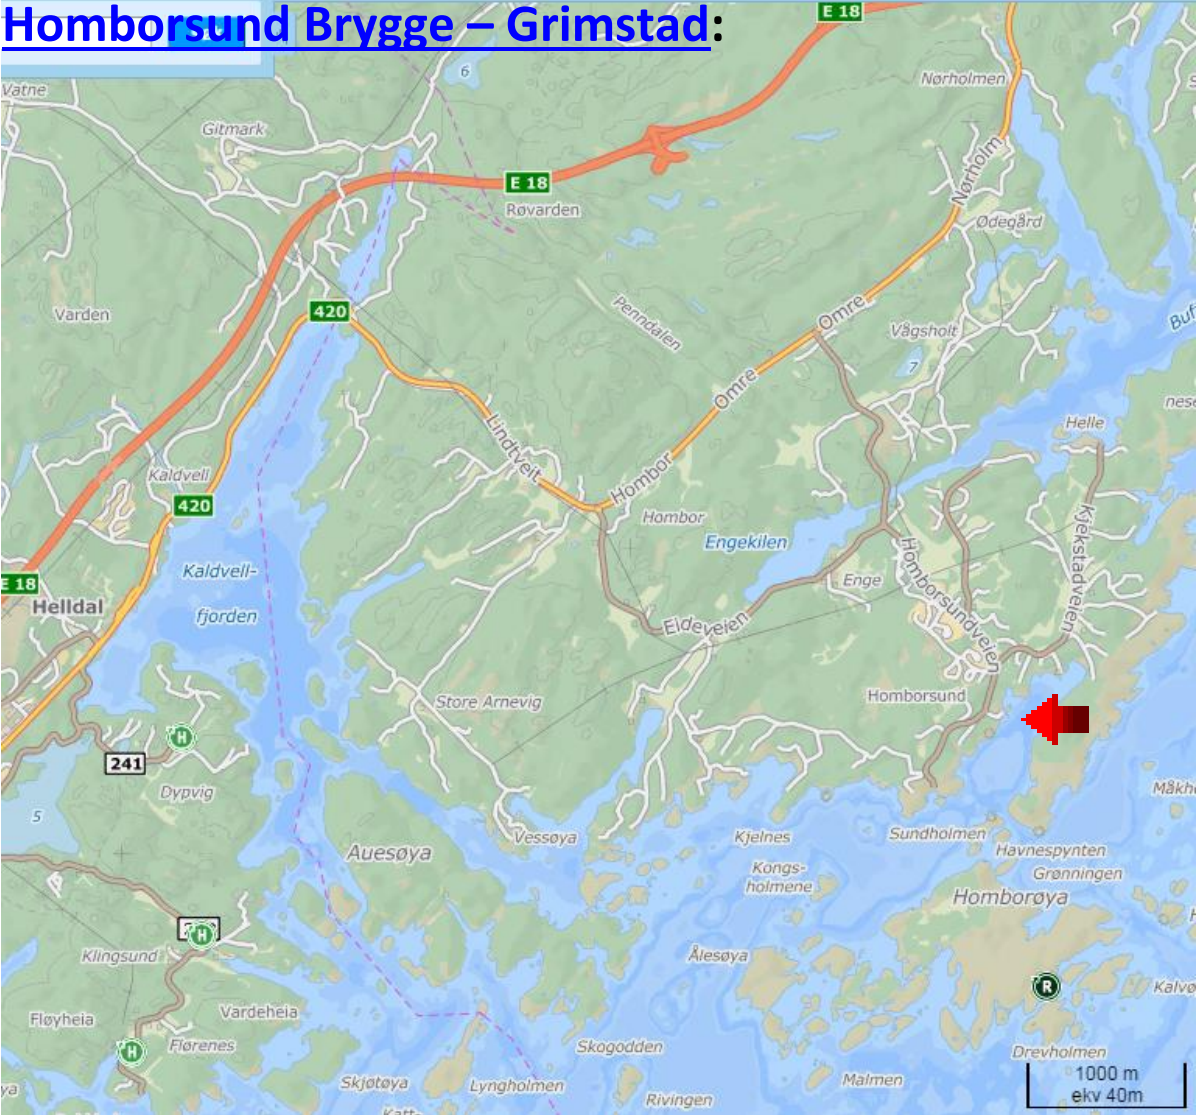 Homborsund Brygge – Grimstad:
E 18
6
Vatne
Nørholmen
Gitmark
E 18
Røvarden
Nørholm
Ødegård
Varden
420
Penndalen
Omre
Vågsholt
7
Omre
Helle
Lindtveit
Kaldvell
420
Hombor
Hombor
Engekilen
Kjekstadveien
Kaldvell-
fjorden
E 18
Helldal
Enge
Homborsundveien
Eideveien
Store Arnevig
Homborsund
241
Dypvig
5
Vessøya
Kjelnes
Sundholmen
Auesøya
Havnespynten
Kongs-
holmene
Grønningen
Homborøya
H
H
Klingsund
Ålesøya
R
Fløyheia
Vardeheia
Flørenes
H
Skogodden
Drevholmen
Skjøtøya
Lyngholmen
Malmen
Rivingen
1000 m
ekv 40m